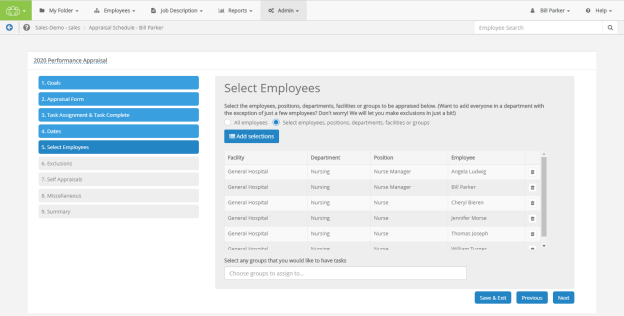 My Folder
Employees
Job Description
Reports
Admin
Bill Parker
Help
Sales-Demo - sales / Appraisal Schedule - Bill Parker
Employee Search
2020 Performance Appraisal
1. Goals
2. Appraisal Form
3. Task Assignment & Task Complete
4. Dates
5. Select Employees
6. Exclusions
7. Self Appraisals
8. Miscellaneous
9. Summary
Select Employees
Select the employees, positions, departments, facilities or groups to be appraised below. (Want to add everyone in a department with
the exception of just a few employees? Don't worry! We will let you make exclusions in just a bit!)
All employees Select employees, positions, departments, facilities or groups
Add selections
Facility Department Position Employee
General Hospital Nursing Nurse Manager Angela Ludwig
General Hospital Nursing Nurse Manager Bill Parker
General Hospital Nursing Nurse Cheryl Bieren
General Hospital Nursing Nurse Jennifer Morse
General Hospital Nursing Nurse Thomas Joseph
General Hospital Nursing Nurse William Turner
Select any groups that you would like to have tasks
Choose groups to assign to...
Save & Exit Previous Next